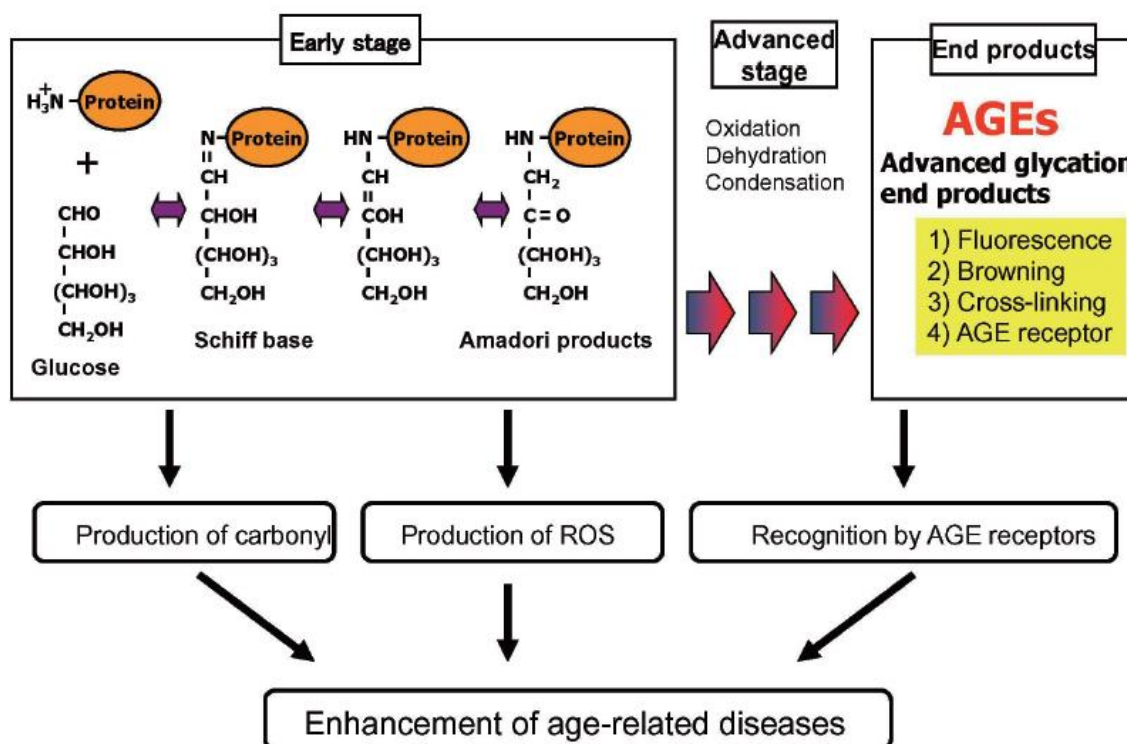 Early stage
H₃N⁺-Protein
+
CHO
CHOH
(CHOH)₃
CH₂OH
Glucose
N-Protein
CH
CHOH
(CHOH)₃
CH₂OH
Schiff base
HN-Protein
CH
COH
(CHOH)₃
CH₂OH
HN-Protein
CH₂
C=O
(CHOH)₃
CH₂OH
Amadori products
Advanced
stage
Oxidation
Dehydration
Condensation
End products
AGEs
Advanced glycation
end products
1) Fluorescence
2) Browning
3) Cross-linking
4) AGE receptor
Production of carbonyl
Production of ROS
Recognition by AGE receptors
Enhancement of age-related diseases